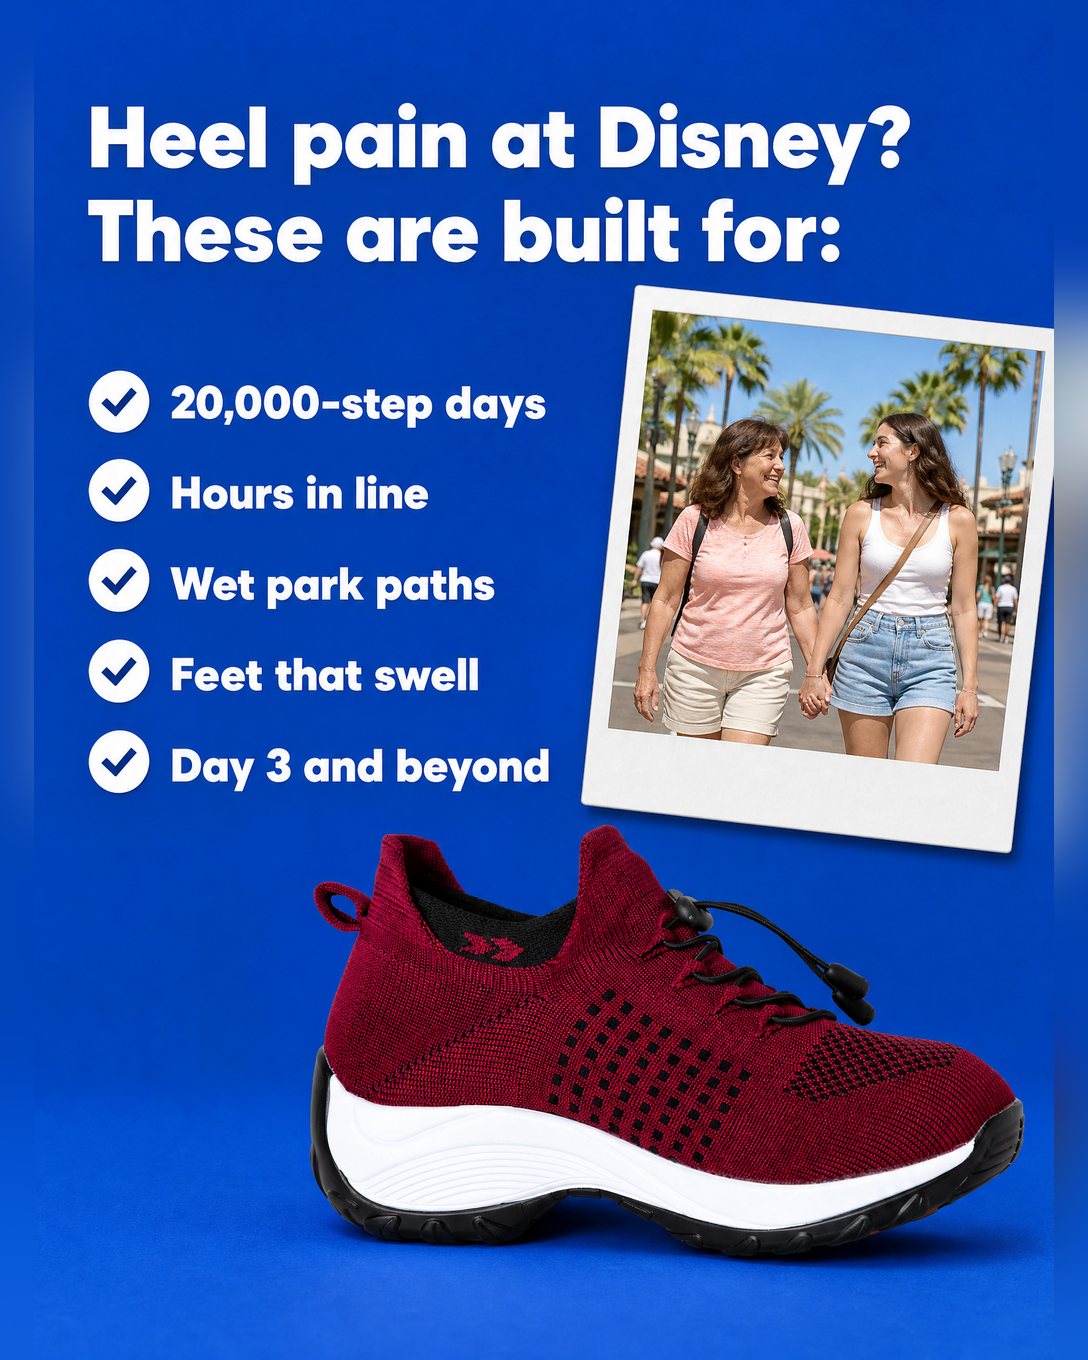 Heel pain at Disney?
These are built for:
20,000-step days
Hours in line
Wet park paths
Feet that swell
Day 3 and beyond